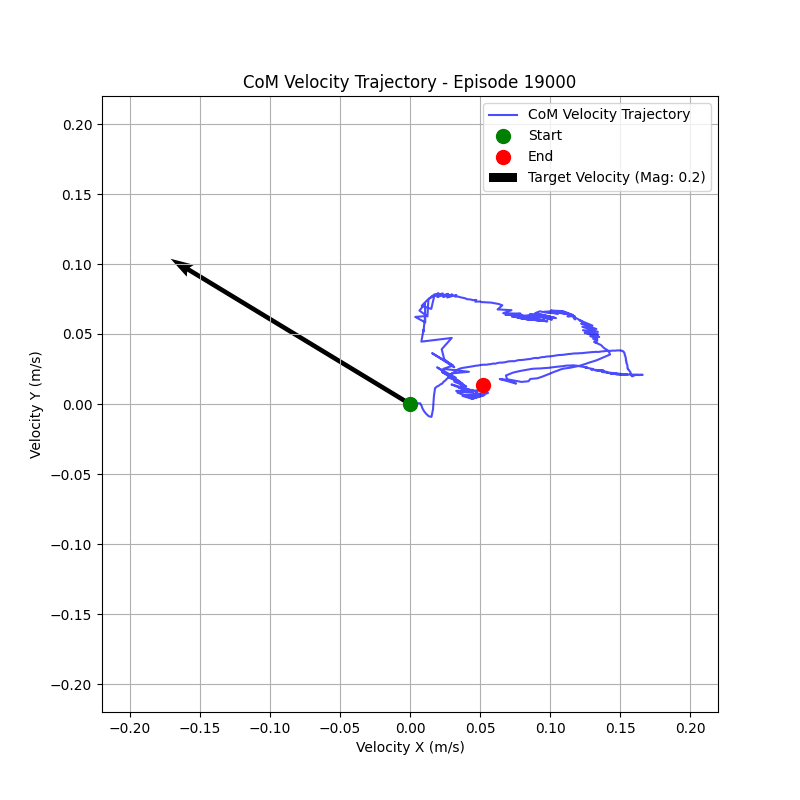 CoM Velocity Trajectory - Episode 19000
CoM Velocity Trajectory
Start
End
Target Velocity (Mag: 0.2)
Velocity Y (m/s)
0.20
0.15
0.10
0.05
0.00
−0.05
−0.10
−0.15
−0.20
−0.20 −0.15 −0.10 −0.05 0.00 0.05 0.10 0.15 0.20
Velocity X (m/s)